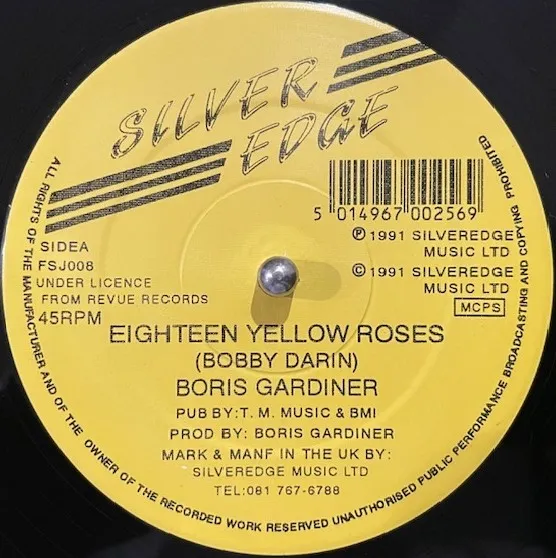 SILVER
EDGE
5 014967 002569
Ⓟ 1991 SILVEREDGE
MUSIC LTD
© 1991 SILVEREDGE
MUSIC LTD
MCPS
SIDEA
FSJ008
UNDER LICENCE
FROM REVUE RECORDS
45RPM
EIGHTEEN YELLOW ROSES
(BOBBY DARIN)
BORIS GARDINER
PUB BY:T. M. MUSIC & BMI
PROD BY: BORIS GARDINER
MARK & MANF IN THE UK BY:
SILVEREDGE MUSIC LTD
TEL:081 767-6788
ALL RIGHTS OF THE MANUFACTURER AND OF THE OWNER OF THE RECORDED WORK RESERVED UNAUTHORISED PUBLIC PERFORMANCE BROADCASTING AND COPYING PROHIBITED